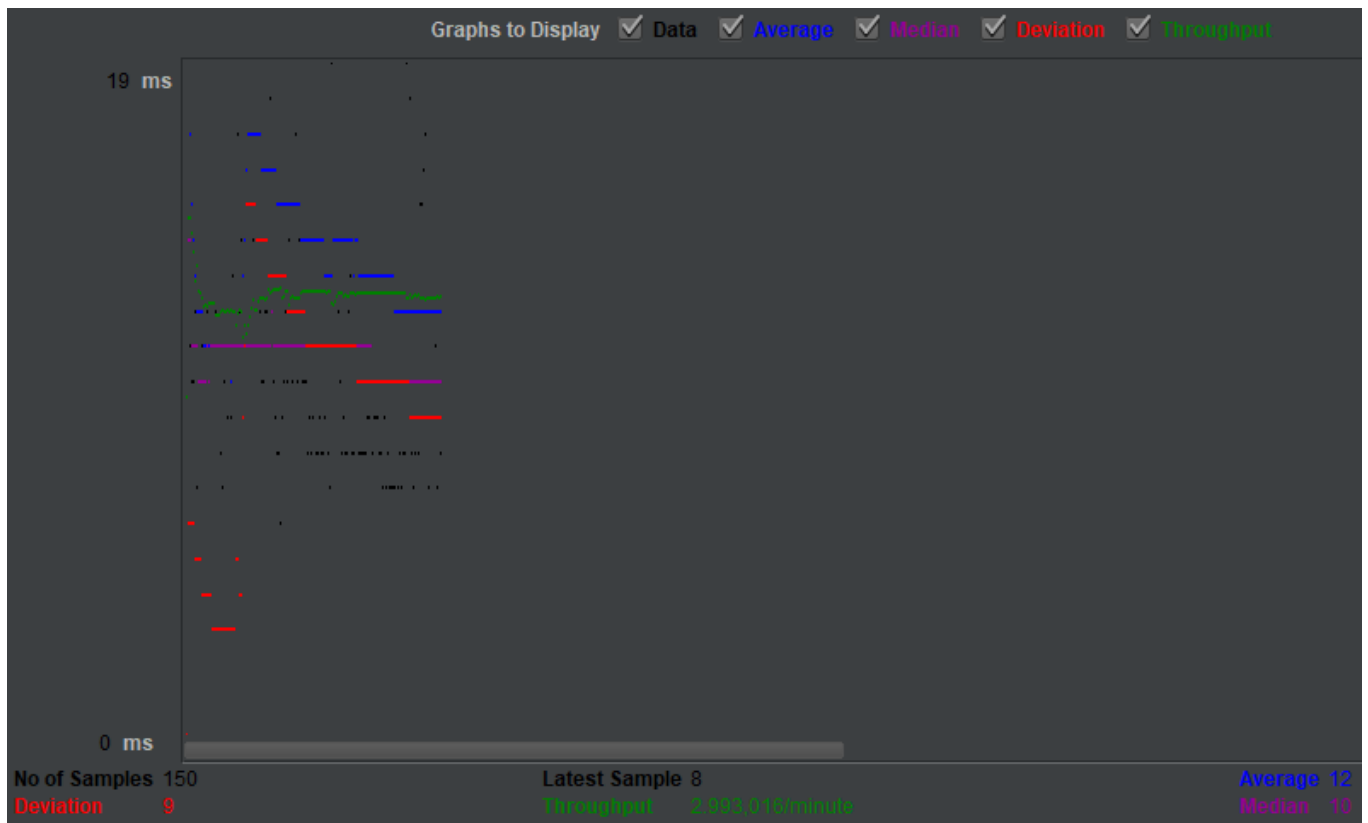 Graphs to Display Data Average Median Deviation Throughput
19 ms
0 ms
No of Samples 150 Latest Sample 8 Average 12
Deviation 9 Throughput 2.993,016/minute Median 10